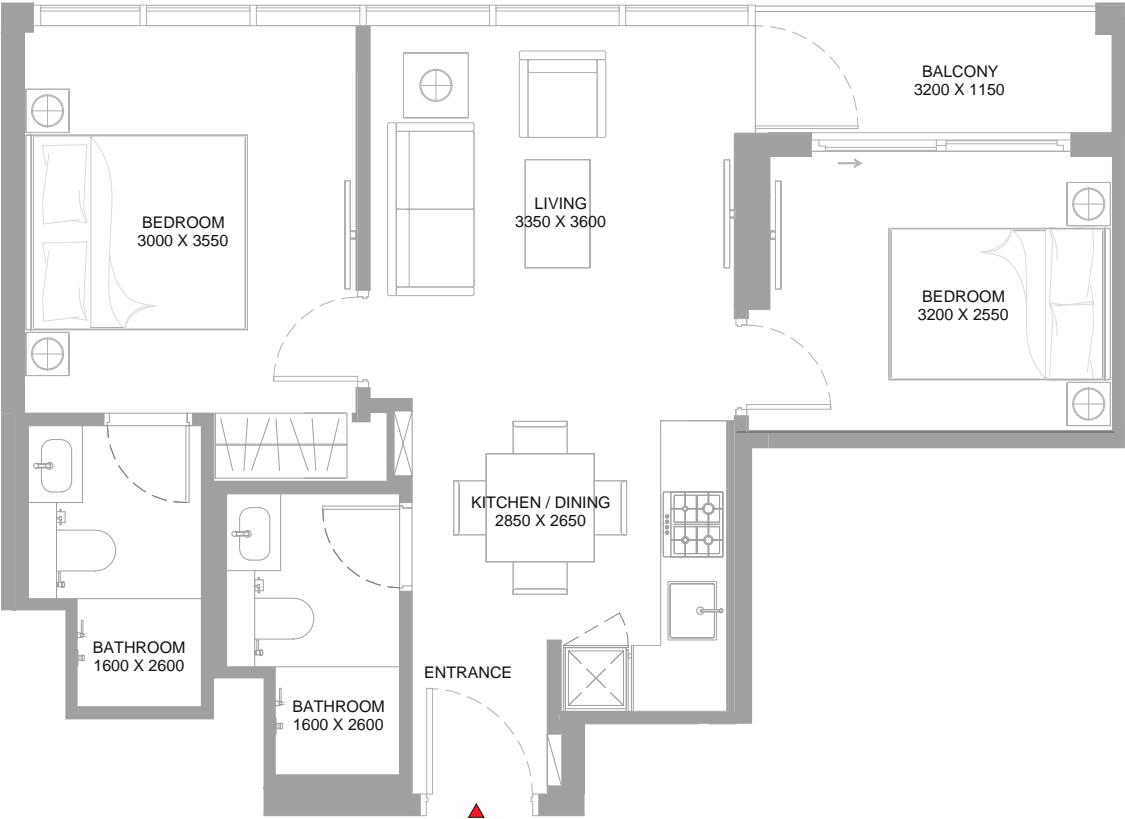 BALCONY
3200 X 1150
LIVING
3350 X 3600
BEDROOM
3000 X 3550
BEDROOM
3200 X 2550
KITCHEN / DINING
2850 X 2650
BATHROOM
1600 X 2600
ENTRANCE
BATHROOM
1600 X 2600